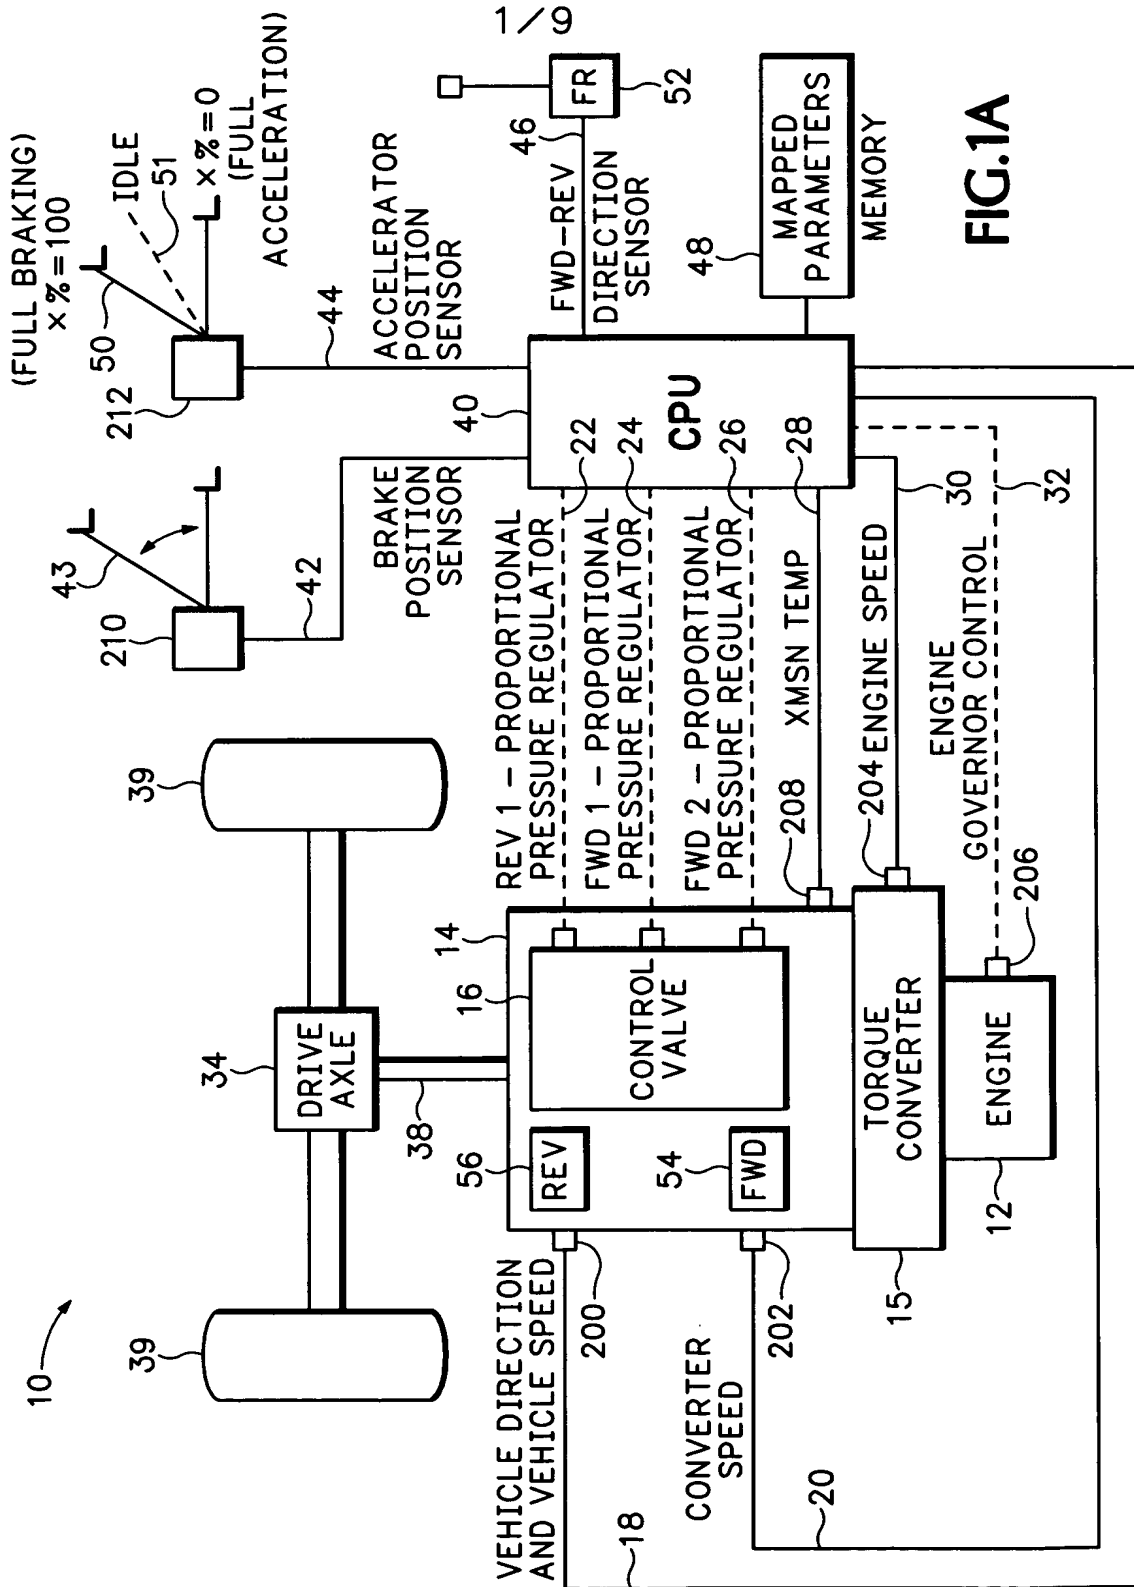 1/9
10
39
39
34
DRIVE
AXLE
38
(FULL BRAKING)
x%=100
IDLE
51
50
x%=0
(FULL
ACCELERATION)
212
43
210
42
44
BRAKE
POSITION
SENSOR
ACCELERATOR
POSITION
SENSOR
40
CPU
22
24
26
28
46
FWD–REV
DIRECTION
SENSOR
FR
52
48
MAPPED
PARAMETERS
MEMORY
VEHICLE DIRECTION
AND VEHICLE SPEED
18
200
CONVERTER
SPEED
20
202
56
REV
54
FWD
14
16
CONTROL
VALVE
REV 1 – PROPORTIONAL
PRESSURE REGULATOR
FWD 1 – PROPORTIONAL
PRESSURE REGULATOR
FWD 2 – PROPORTIONAL
PRESSURE REGULATOR
XMSN TEMP
208
204
ENGINE SPEED
30
ENGINE
GOVERNOR CONTROL
32
206
TORQUE
CONVERTER
15
ENGINE
12
FIG.1A